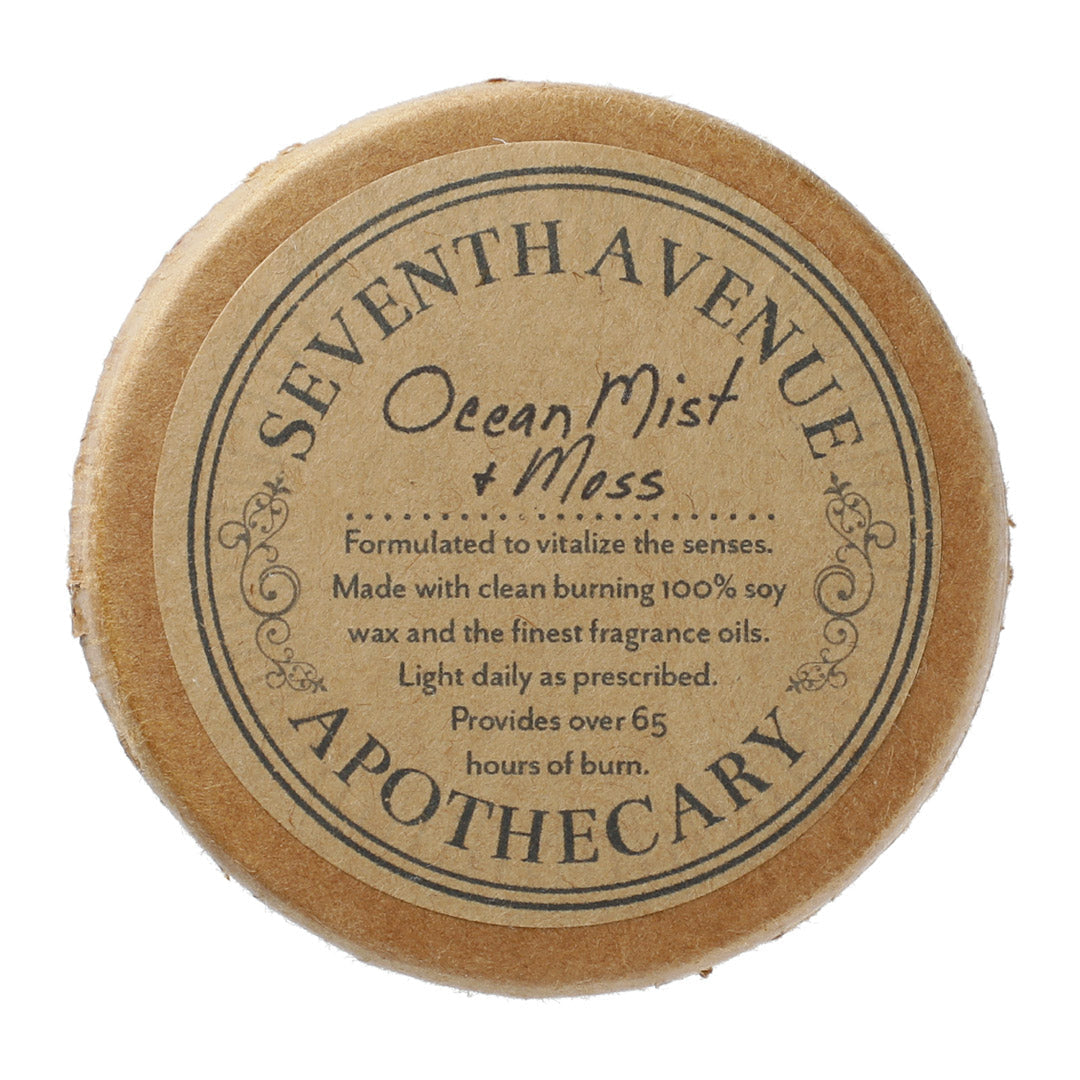 SEVENTH AVENUE
Ocean Mist
+ Moss
Formulated to vitalize the senses.
Made with clean burning 100% soy
wax and the finest fragrance oils.
Light daily as prescribed.
Provides over 65
hours of burn.
APOTHECARY